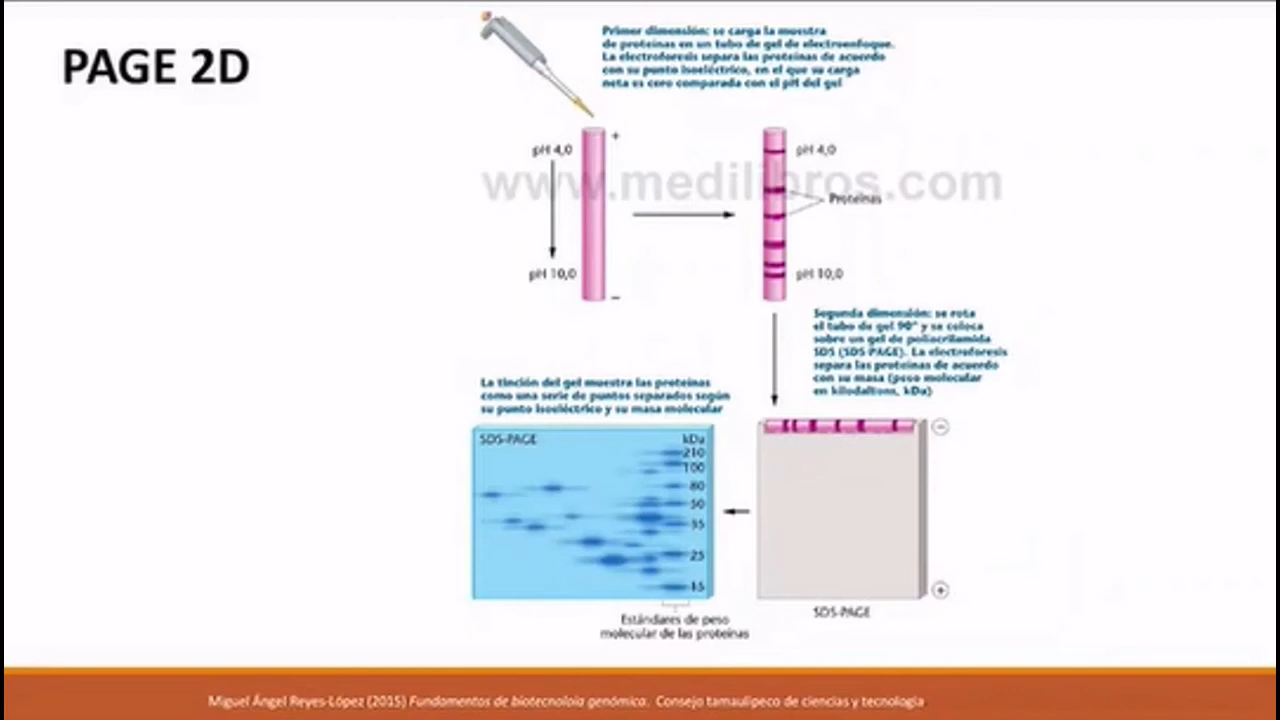 PAGE 2D
Primer dimensión: se carga la muestra
de proteínas en un tubo de gel de electroenfoque.
La electroforesis separa las proteínas de acuerdo
con su punto isoeléctrico, en el que su carga
neta es cero comparada con el pH del gel
+
pH 4,0
pH 10,0
−
pH 4,0
Proteínas
pH 10,0
www.medilibros.com
Segunda dimensión: se rota
el tubo de gel 90° y se coloca
sobre un gel de poliacrilamida
SDS (SDS PAGE). La electroforesis
separa las proteínas de acuerdo
con su masa (peso molecular
en kilodaltons, kDa)
La tinción del gel muestra las proteínas
como una serie de puntos separados según
su punto isoeléctrico y su masa molecular
SDS-PAGE
kDa
210
100
80
50
35
25
15
Estándares de peso
molecular de las proteínas
−
+
SDS-PAGE
Miguel Ángel Reyes-López (2015) Fundamentos de biotecnoloia genómica. Consejo tamaulipeco de ciencias y tecnología